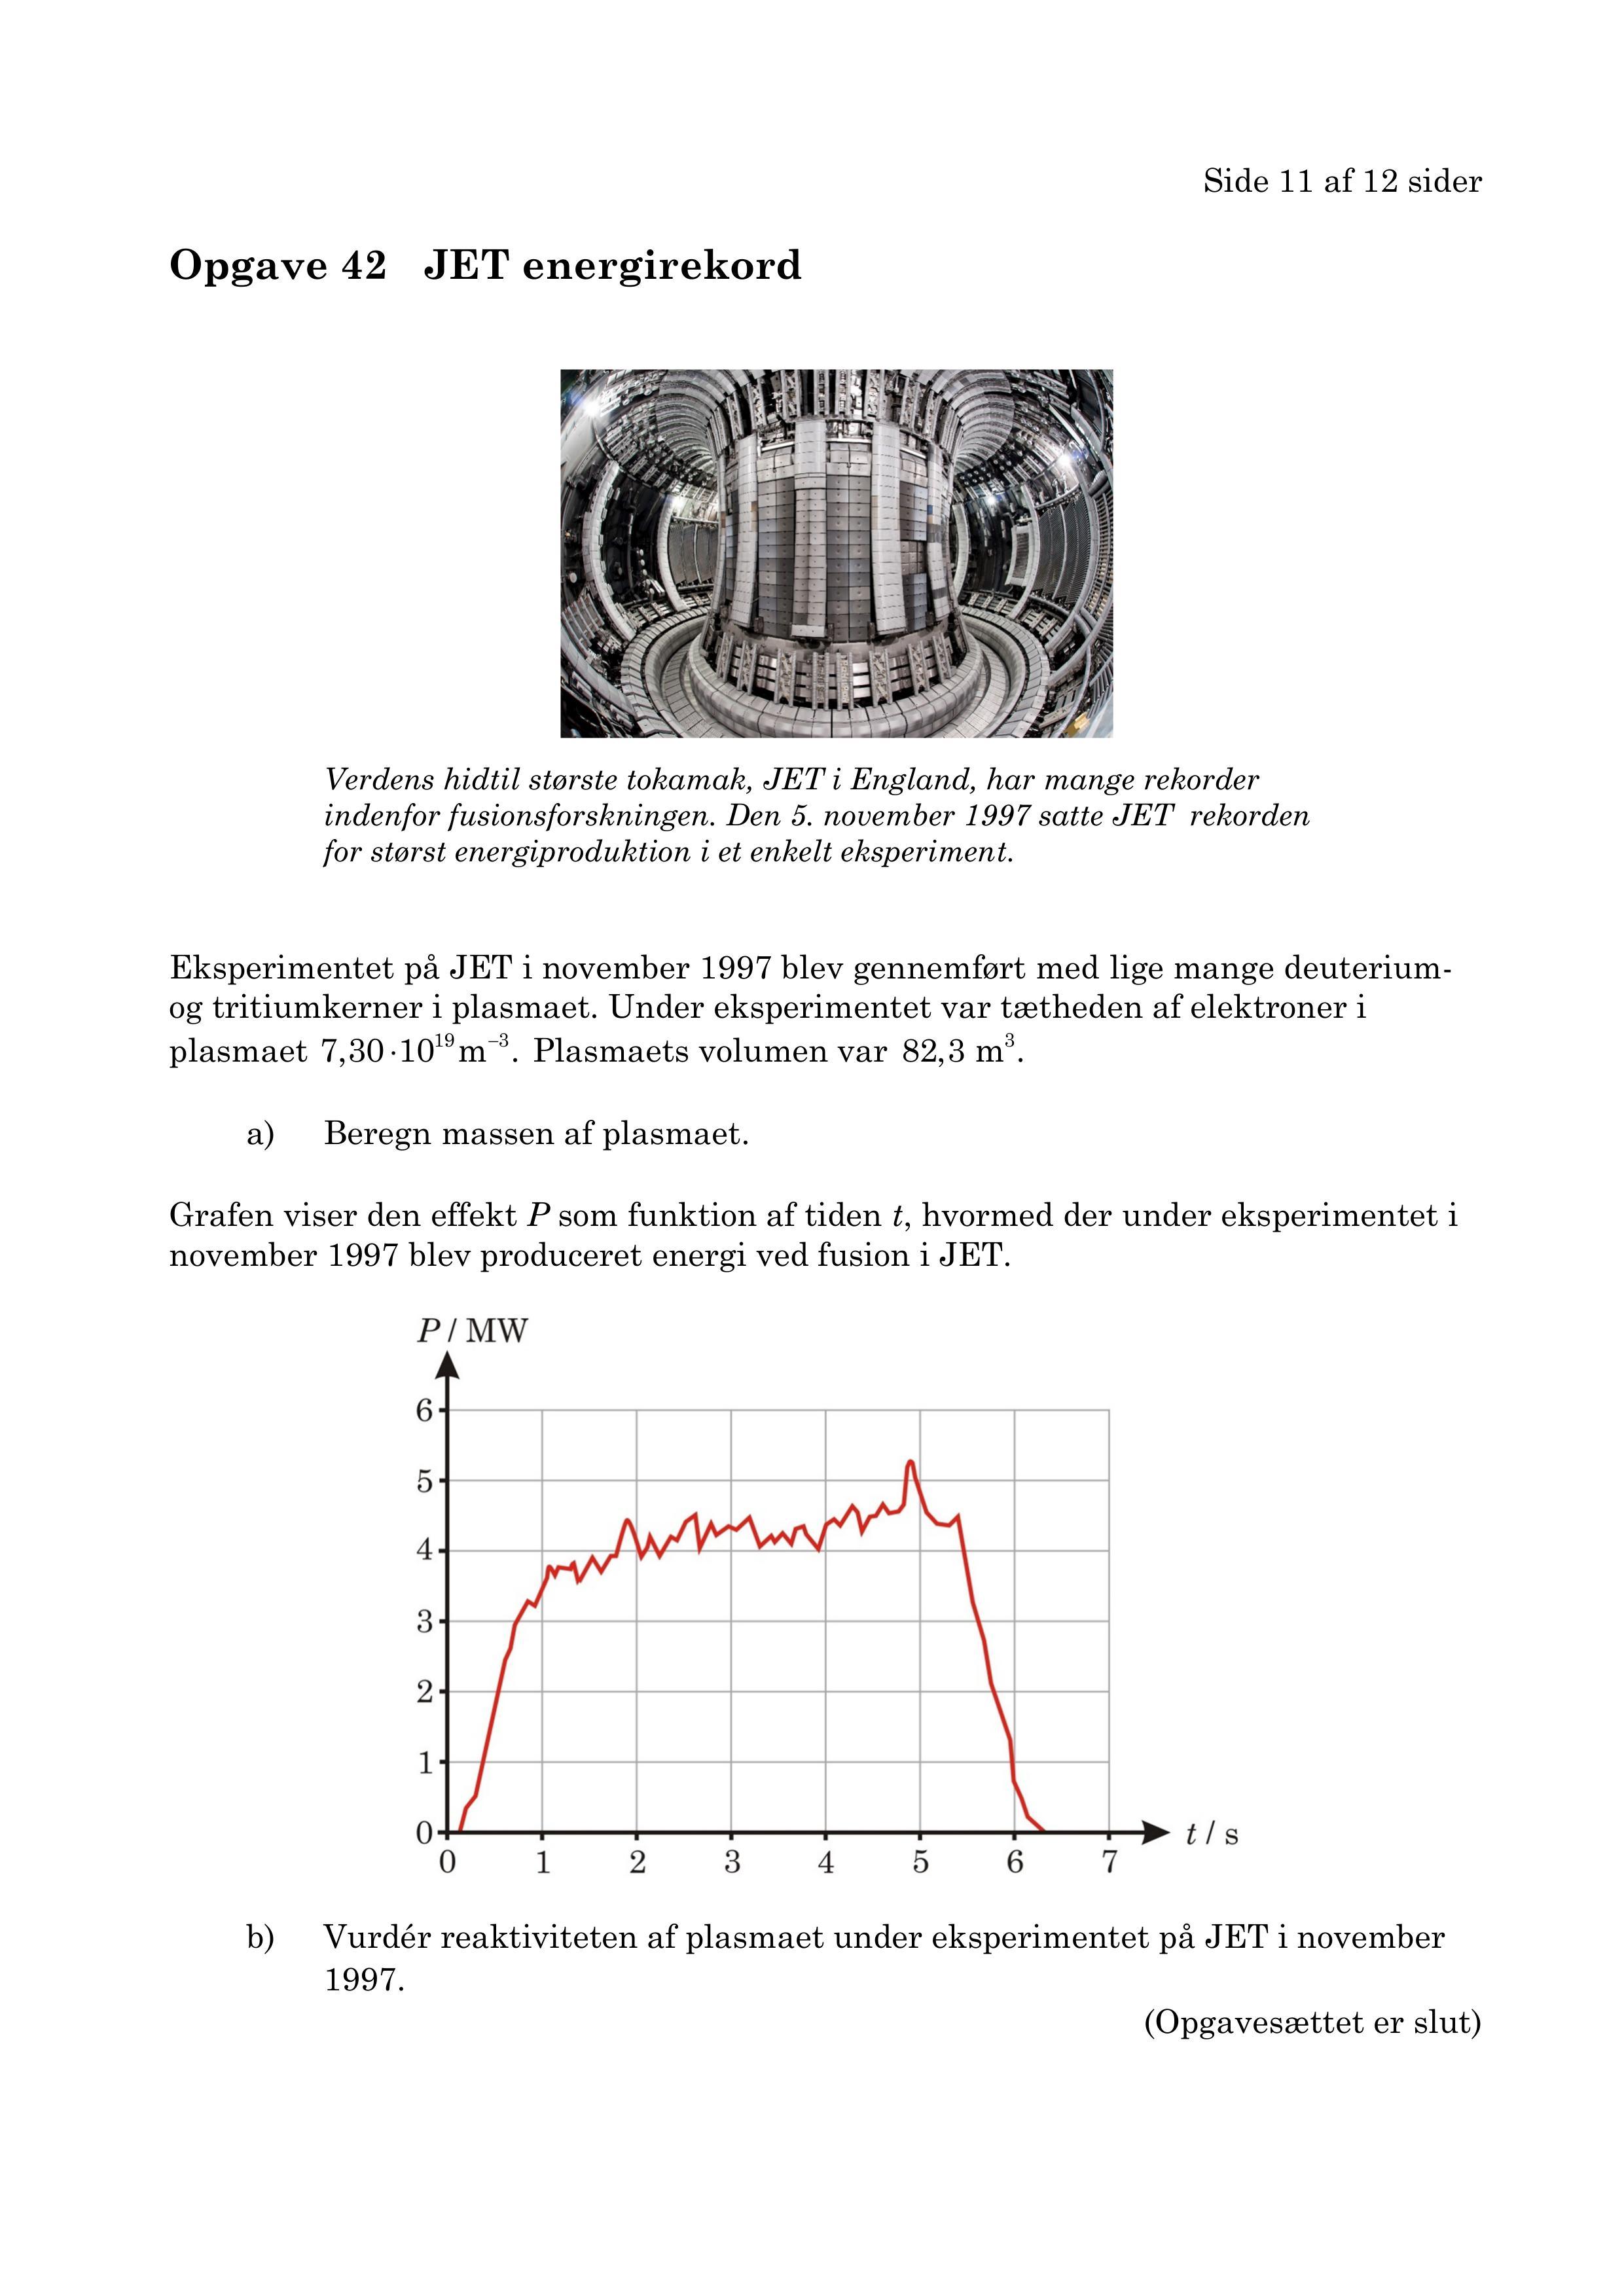 Side 11 af 12 sider
Opgave 42 JET energirekord
Verdens hidtil største tokamak, JET i England, har mange rekorder
indenfor fusionsforskningen. Den 5. november 1997 satte JET rekorden
for størst energiproduktion i et enkelt eksperiment.
Eksperimentet på JET i november 1997 blev gennemført med lige mange deuterium-
og tritiumkerner i plasmaet. Under eksperimentet var tætheden af elektroner i
plasmaet 7,30·10¹⁹ m⁻³. Plasmaets volumen var 82,3 m³.
a) Beregn massen af plasmaet.
Grafen viser den effekt P som funktion af tiden t, hvormed der under eksperimentet i
november 1997 blev produceret energi ved fusion i JET.
P / MW
6
5
4
3
2
1
0
0 1 2 3 4 5 6 7
t / s
b) Vurdér reaktiviteten af plasmaet under eksperimentet på JET i november
1997.
(Opgavesættet er slut)